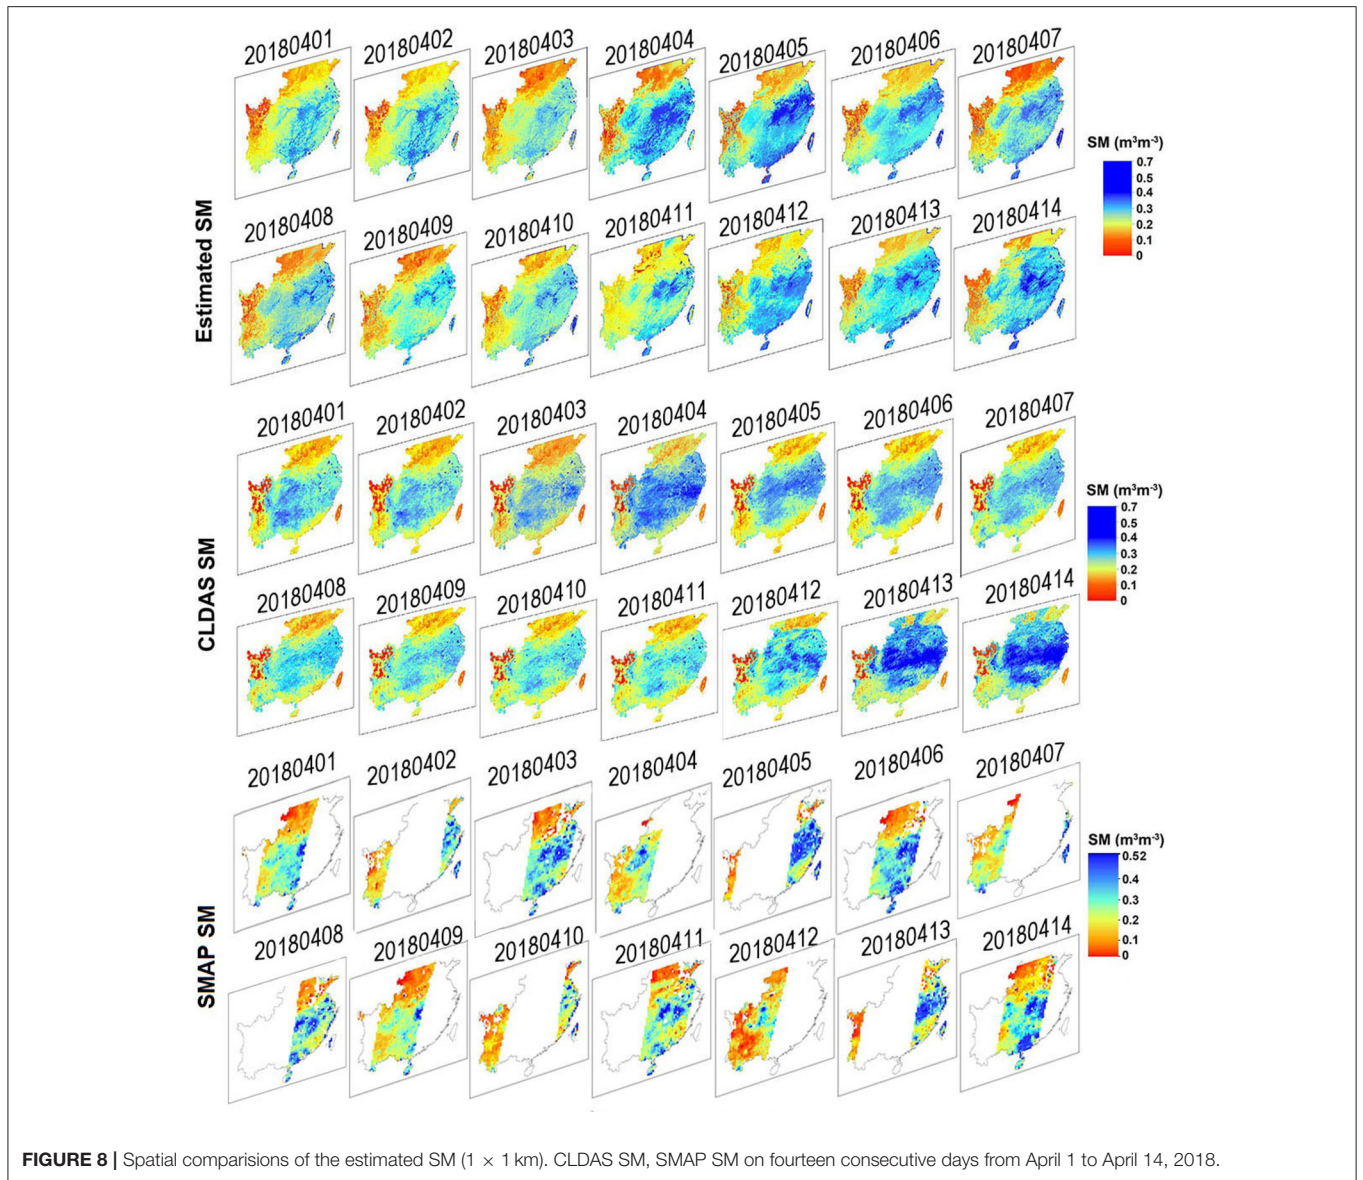 20180401 20180402 20180403 20180404 20180405 20180406 20180407
Estimated SM
SM (m³m⁻³)
0.7
0.5
0.4
0.3
0.2
0.1
0
20180408 20180409 20180410 20180411 20180412 20180413 20180414
20180401 20180402 20180403 20180404 20180405 20180406 20180407
CLDAS SM
SM (m³m⁻³)
0.7
0.5
0.4
0.3
0.2
0.1
0
20180408 20180409 20180410 20180411 20180412 20180413 20180414
20180401 20180402 20180403 20180404 20180405 20180406 20180407
SMAP SM
SM (m³m⁻³)
0.52
0.4
0.3
0.2
0.1
0
20180408 20180409 20180410 20180411 20180412 20180413 20180414
FIGURE 8 | Spatial comparisions of the estimated SM (1 × 1 km). CLDAS SM, SMAP SM on fourteen consecutive days from April 1 to April 14, 2018.